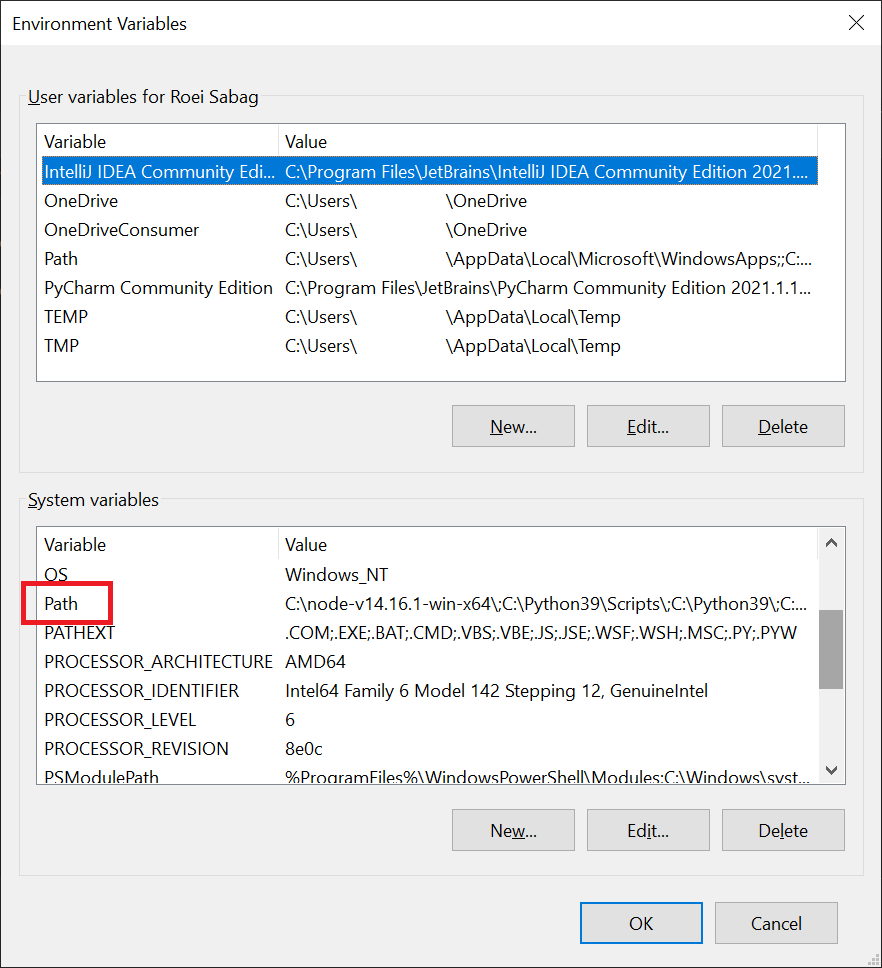 Environment Variables
User variables for Roei Sabag
Variable Value
IntelliJ IDEA Community Edi... C:\Program Files\JetBrains\IntelliJ IDEA Community Edition 2021....
OneDrive C:\Users\ \OneDrive
OneDriveConsumer C:\Users\ \OneDrive
Path C:\Users\ \AppData\Local\Microsoft\WindowsApps;;C:...
PyCharm Community Edition C:\Program Files\JetBrains\PyCharm Community Edition 2021.1.1...
TEMP C:\Users\ \AppData\Local\Temp
TMP C:\Users\ \AppData\Local\Temp
New... Edit... Delete
System variables
Variable Value
OS Windows_NT
Path C:\node-v14.16.1-win-x64\;C:\Python39\Scripts\;C:\Python39\;C:...
PATHEXT .COM;.EXE;.BAT;.CMD;.VBS;.VBE;.JS;.JSE;.WSF;.WSH;.MSC;.PY;.PYW
PROCESSOR_ARCHITECTURE AMD64
PROCESSOR_IDENTIFIER Intel64 Family 6 Model 142 Stepping 12, GenuineIntel
PROCESSOR_LEVEL 6
PROCESSOR_REVISION 8e0c
PSModulePath %ProgramFiles%\WindowsPowerShell\Modules;C:\Windows\syst...
New... Edit... Delete
OK Cancel